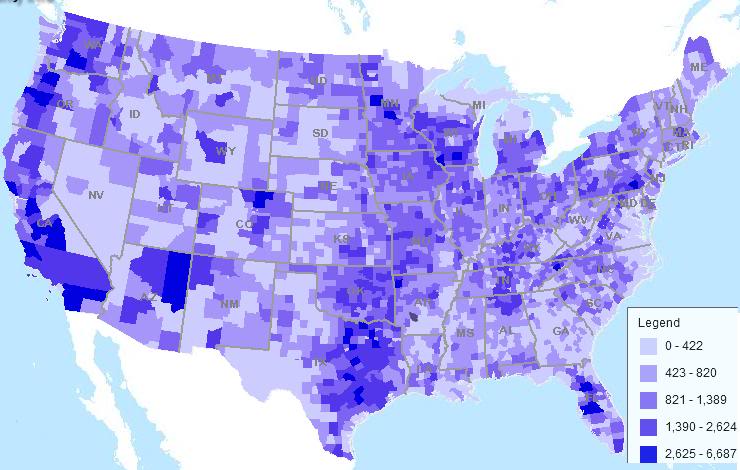 WA
MT
ND
MN
ME
OR
ID
WY
SD
WI
MI
MI
VT
NH
NY
MA
CT
RI
NV
UT
CO
NE
IA
IL
IN
OH
PA
NJ
MD
DE
CA
KS
MO
KY
WV
VA
AZ
NM
OK
AR
TN
NC
SC
TX
LA
MS
AL
GA
FL
Legend
0 - 422
423 - 820
821 - 1,389
1,390 - 2,624
2,625 - 6,687